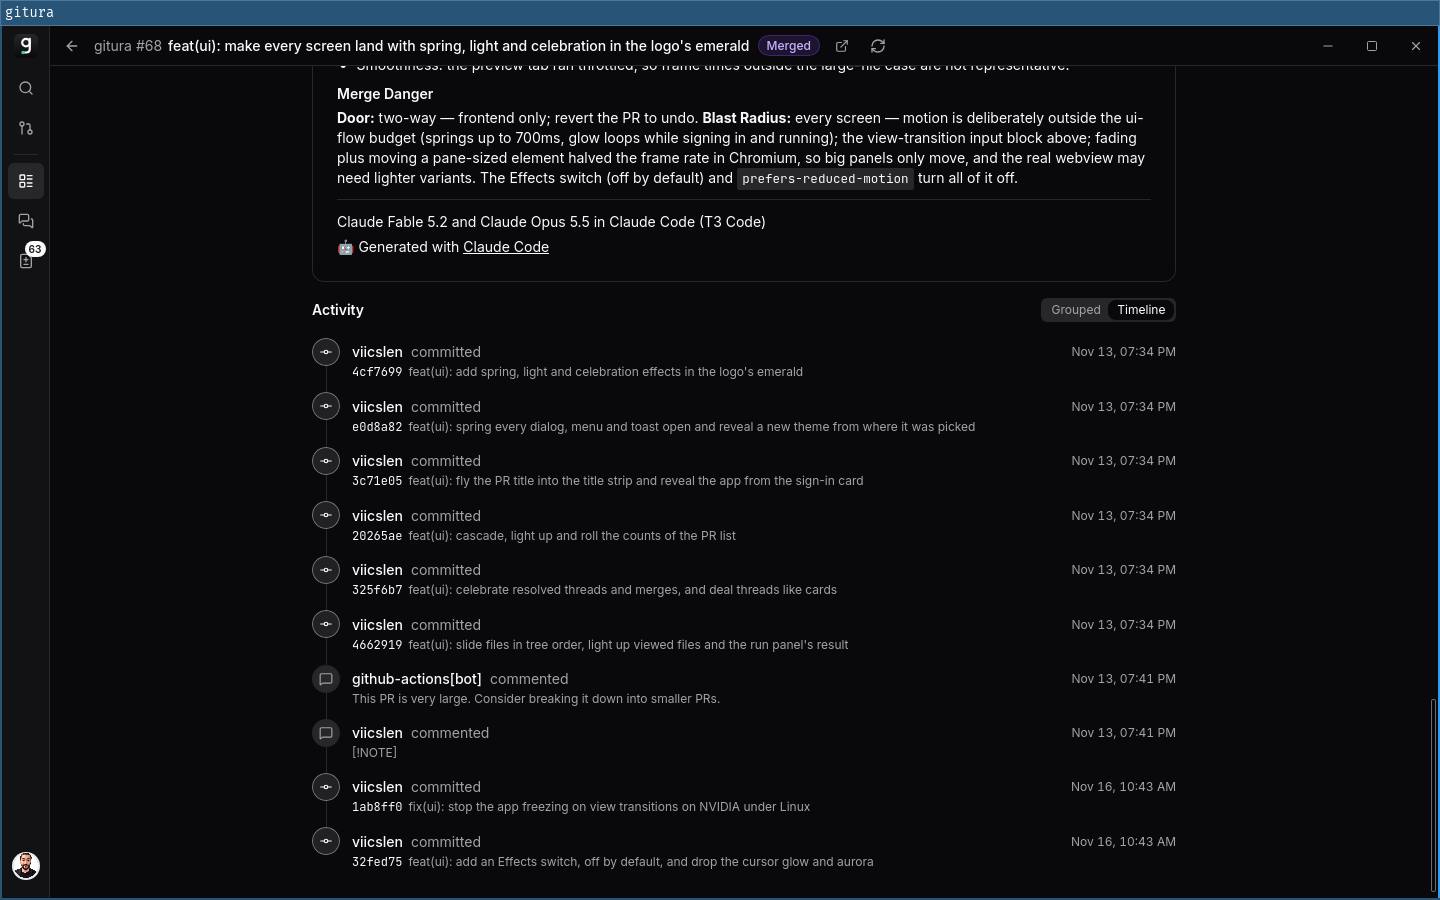 gitura
g
gitura #68 feat(ui): make every screen land with spring, light and celebration in the logo's emerald Merged
Smoothness: the preview tab ran throttled, so frame times outside the large-file case are not representative.
Merge Danger
Door: two-way — frontend only; revert the PR to undo. Blast Radius: every screen — motion is deliberately outside the ui-
flow budget (springs up to 700ms, glow loops while signing in and running); the view-transition input block above; fading
plus moving a pane-sized element halved the frame rate in Chromium, so big panels only move, and the real webview may
need lighter variants. The Effects switch (off by default) and prefers-reduced-motion turn all of it off.
Claude Fable 5.2 and Claude Opus 5.5 in Claude Code (T3 Code)
🤖 Generated with Claude Code
63
Activity
Grouped Timeline
viicslen committed Nov 13, 07:34 PM
4cf7699 feat(ui): add spring, light and celebration effects in the logo's emerald
viicslen committed Nov 13, 07:34 PM
e0d8a82 feat(ui): spring every dialog, menu and toast open and reveal a new theme from where it was picked
viicslen committed Nov 13, 07:34 PM
3c71e05 feat(ui): fly the PR title into the title strip and reveal the app from the sign-in card
viicslen committed Nov 13, 07:34 PM
20265ae feat(ui): cascade, light up and roll the counts of the PR list
viicslen committed Nov 13, 07:34 PM
325f6b7 feat(ui): celebrate resolved threads and merges, and deal threads like cards
viicslen committed Nov 13, 07:34 PM
4662919 feat(ui): slide files in tree order, light up viewed files and the run panel's result
github-actions[bot] commented Nov 13, 07:41 PM
This PR is very large. Consider breaking it down into smaller PRs.
viicslen commented Nov 13, 07:41 PM
[!NOTE]
viicslen committed Nov 16, 10:43 AM
1ab8ff0 fix(ui): stop the app freezing on view transitions on NVIDIA under Linux
viicslen committed Nov 16, 10:43 AM
32fed75 feat(ui): add an Effects switch, off by default, and drop the cursor glow and aurora